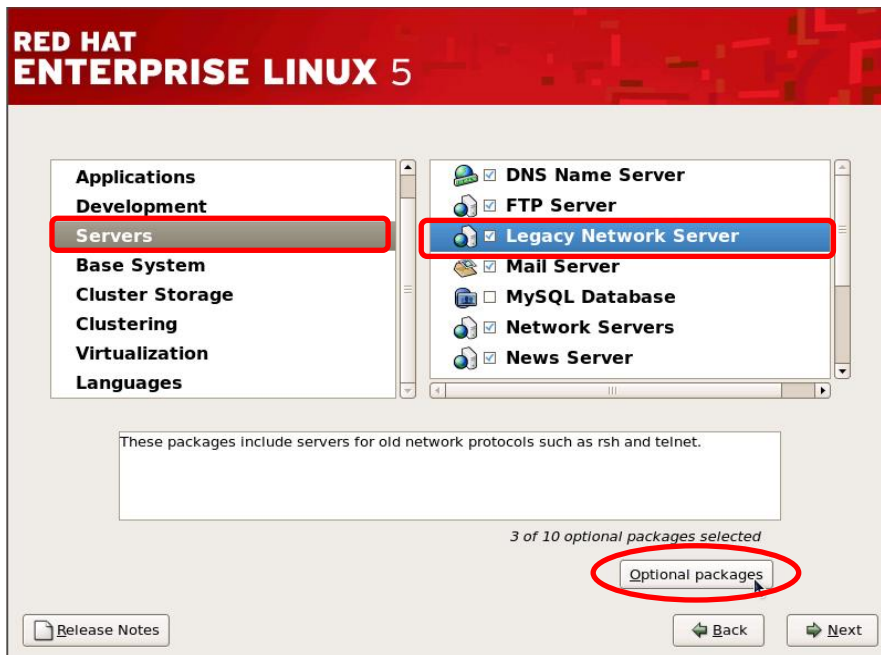 RED HAT
ENTERPRISE LINUX 5
Applications
Development
Servers
Base System
Cluster Storage
Clustering
Virtualization
Languages
DNS Name Server
FTP Server
Legacy Network Server
Mail Server
MySQL Database
Network Servers
News Server
These packages include servers for old network protocols such as rsh and telnet.
3 of 10 optional packages selected
Optional packages
Release Notes
Back
Next